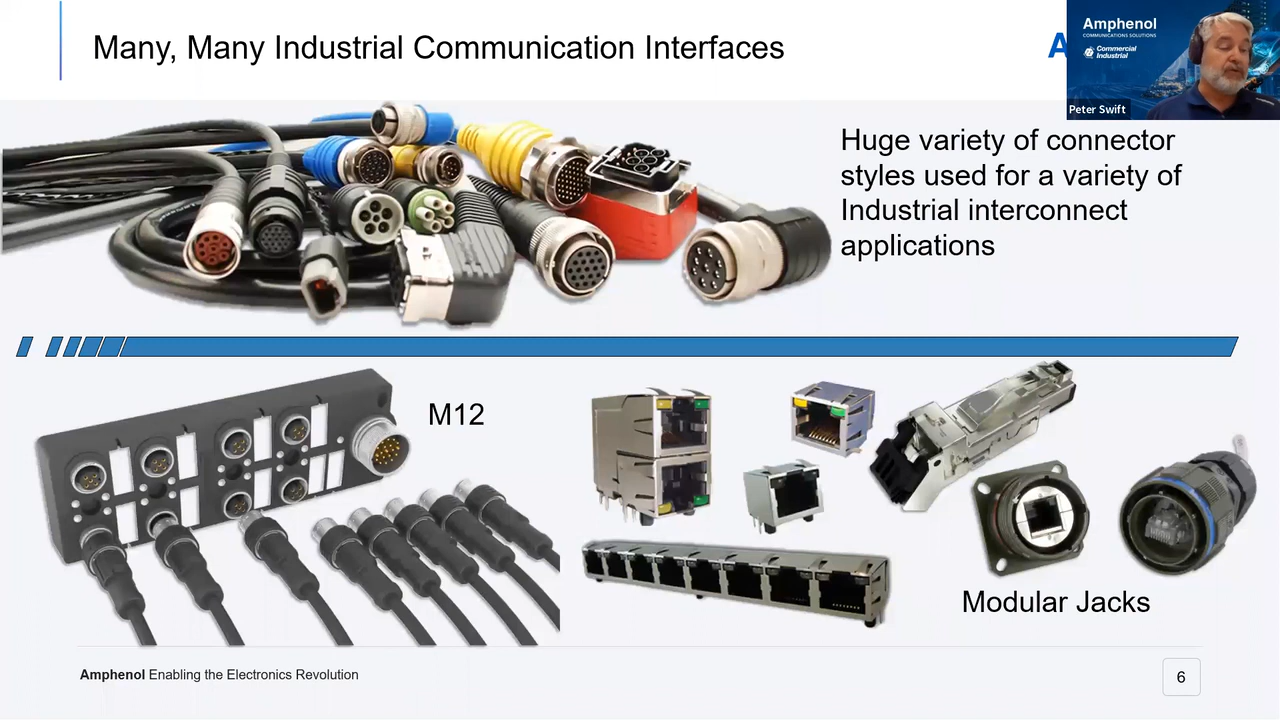 Many, Many Industrial Communication Interfaces
A
Amphenol
COMMUNICATIONS SOLUTIONS
Commercial
Industrial
Peter Swift
Huge variety of connector
styles used for a variety of
Industrial interconnect
applications
M12
Modular Jacks
Amphenol Enabling the Electronics Revolution
6